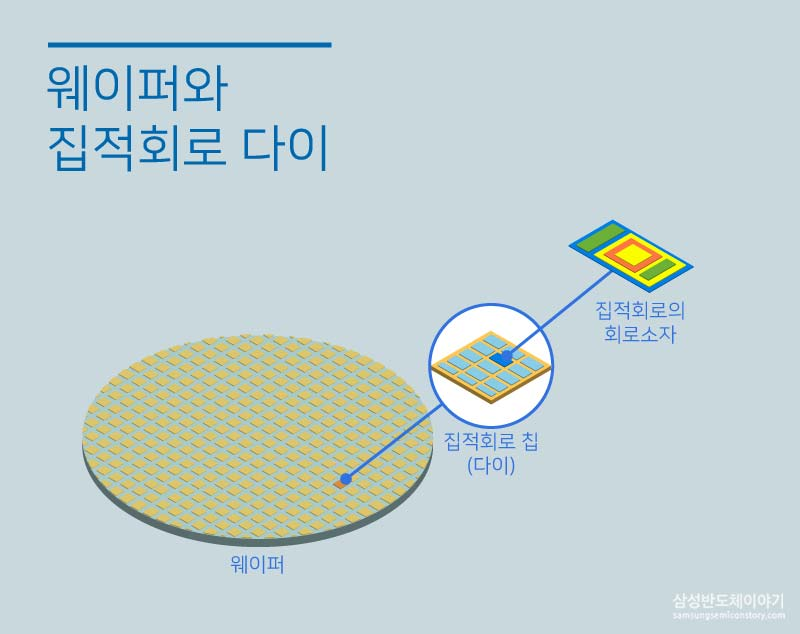 웨이퍼와
집적회로 다이
집적회로의
회로소자
집적회로 칩
(다이)
웨이퍼
삼성반도체이야기
samsungsemiconstory.com